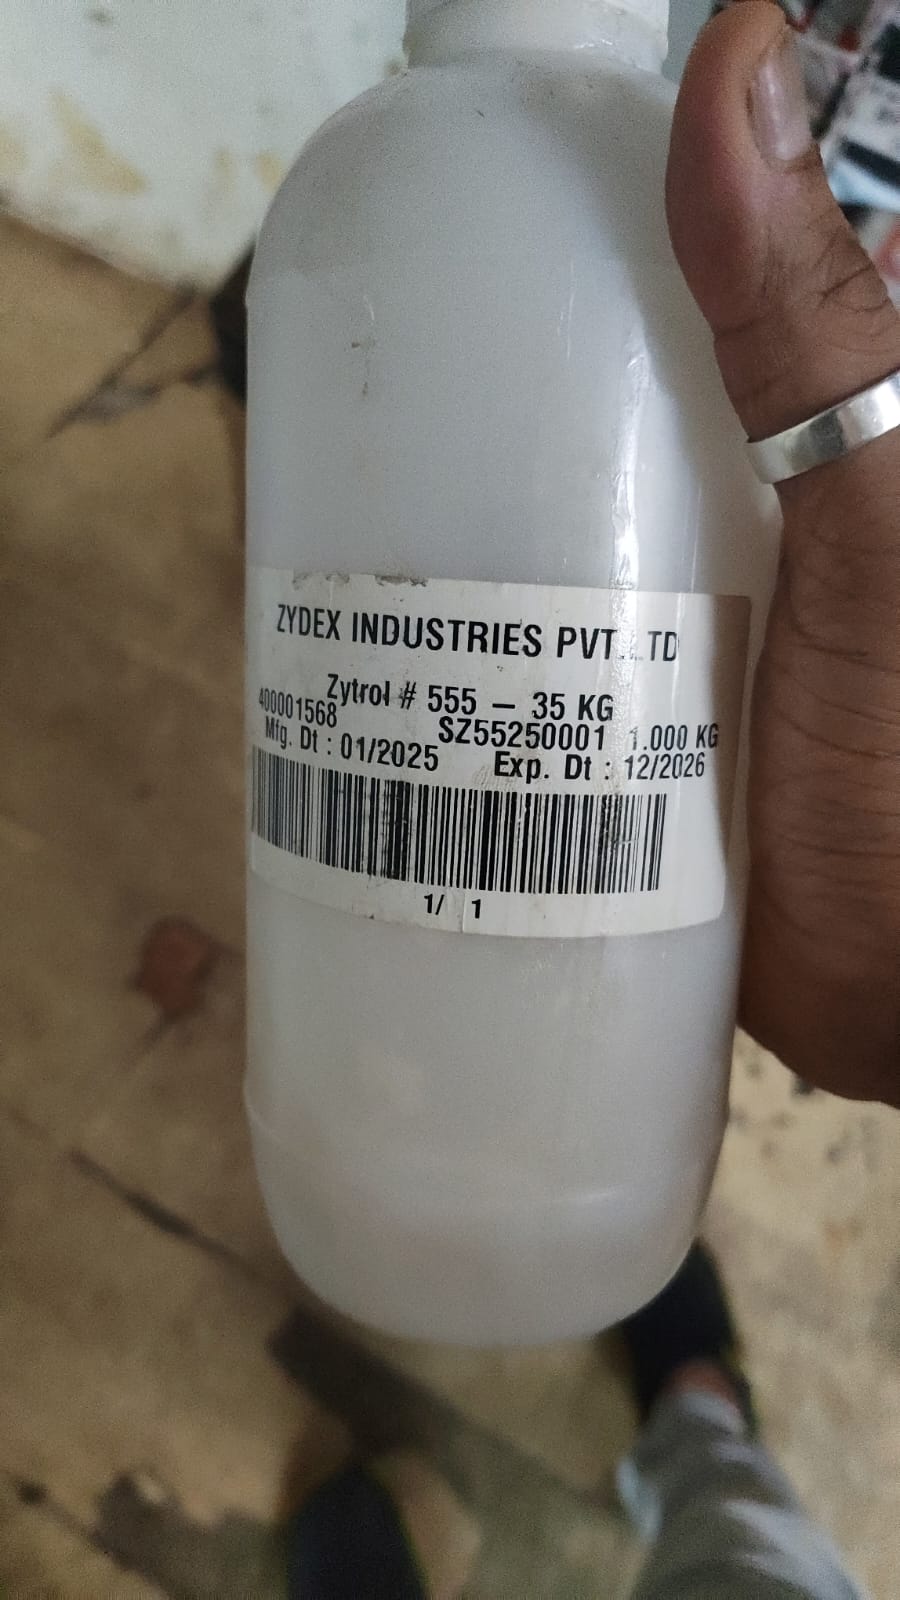 ZYDEX INDUSTRIES PVT. LTD
Zytrol # 555 – 35 KG
400001568 SZ55250001 1.000 KG
Mfg. Dt : 01/2025 Exp. Dt : 12/2026
1/ 1